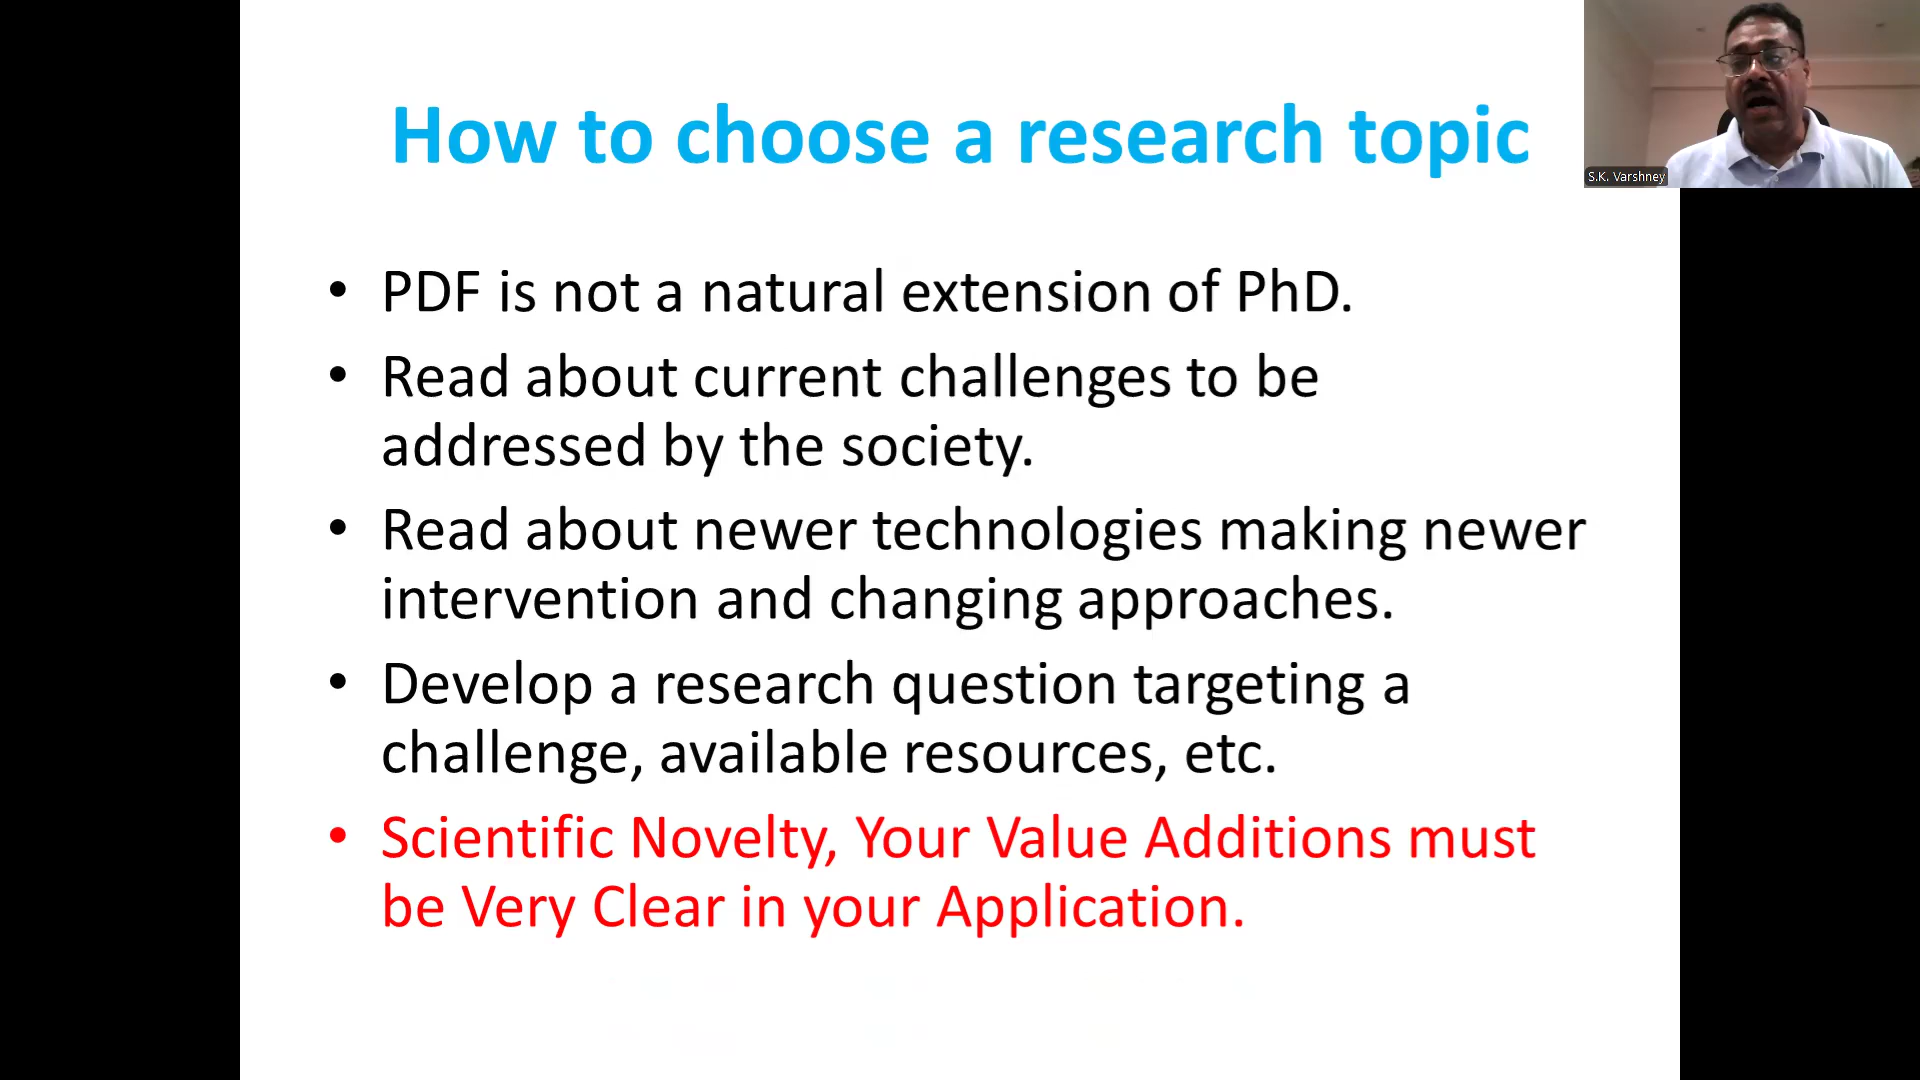 How to choose a research topic
S.K. Varshney
• PDF is not a natural extension of PhD.
• Read about current challenges to be
addressed by the society.
• Read about newer technologies making newer
intervention and changing approaches.
• Develop a research question targeting a
challenge, available resources, etc.
• Scientific Novelty, Your Value Additions must
be Very Clear in your Application.